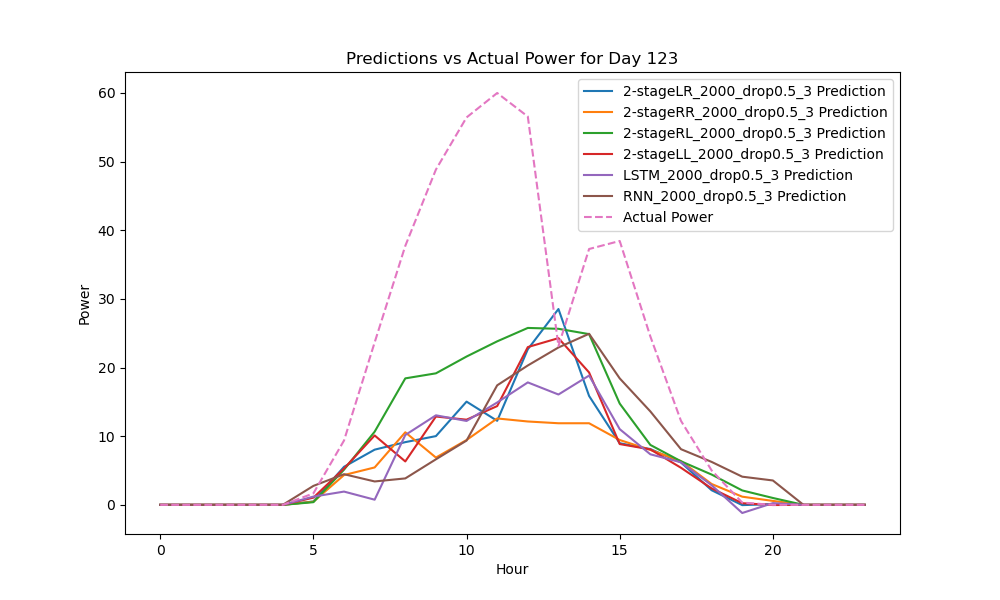 Predictions vs Actual Power for Day 123
2-stageLR_2000_drop0.5_3 Prediction
2-stageRR_2000_drop0.5_3 Prediction
2-stageRL_2000_drop0.5_3 Prediction
2-stageLL_2000_drop0.5_3 Prediction
LSTM_2000_drop0.5_3 Prediction
RNN_2000_drop0.5_3 Prediction
Actual Power
Power
60
50
40
30
20
10
0
0 5 10 15 20
Hour